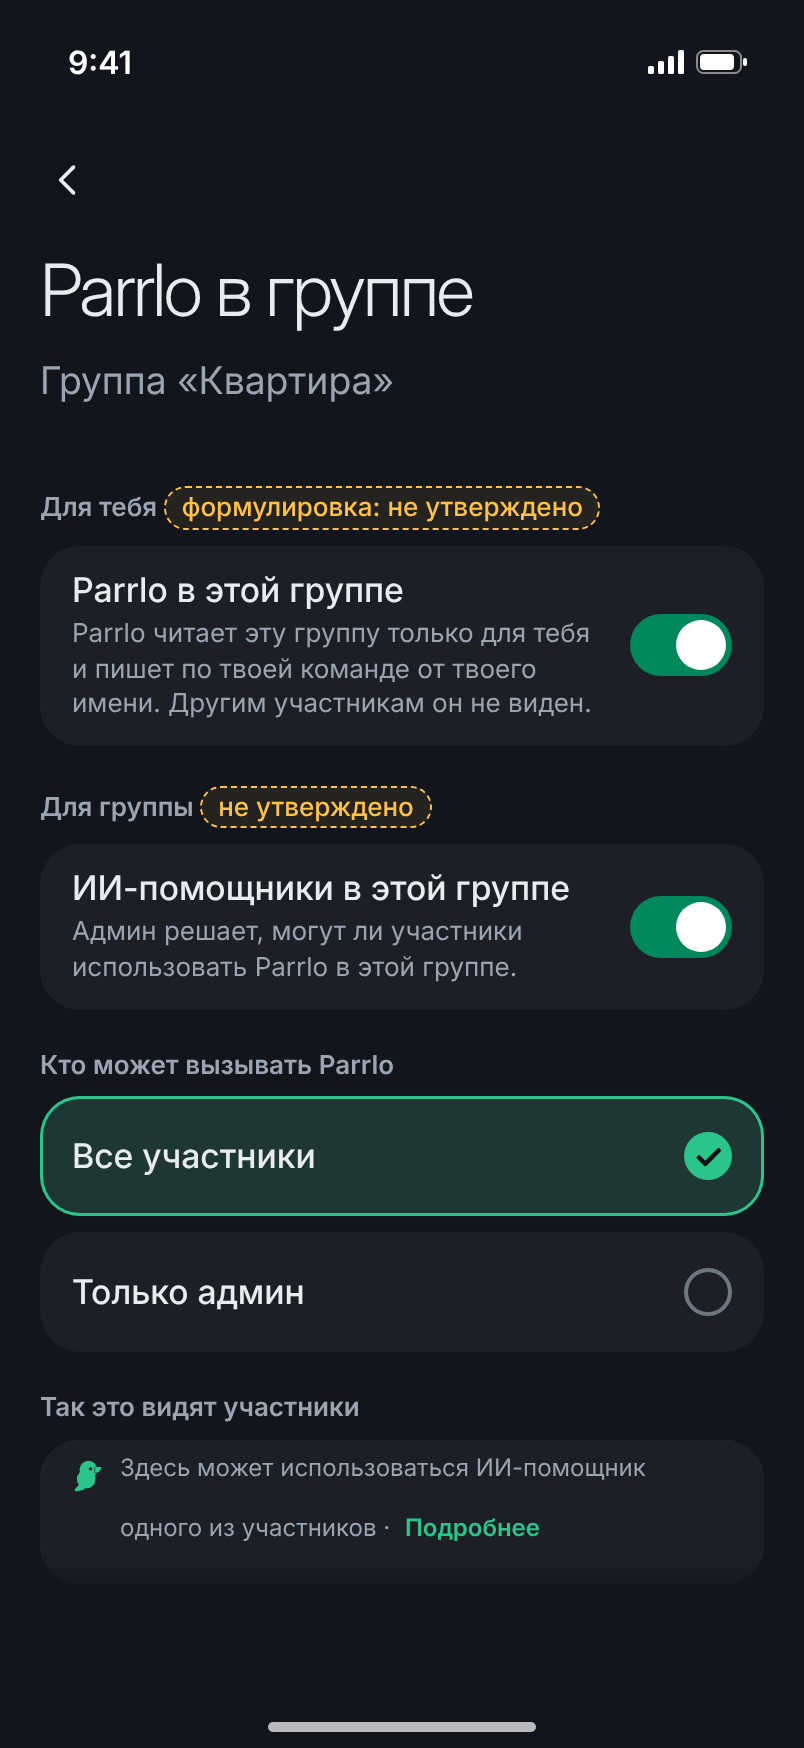 9:41
Parrlo в группе
Группа «Квартира»
Для тебя формулировка: не утверждено
Parrlo в этой группе
Parrlo читает эту группу только для тебя
и пишет по твоей команде от твоего
имени. Другим участникам он не виден.
Для группы не утверждено
ИИ-помощники в этой группе
Админ решает, могут ли участники
использовать Parrlo в этой группе.
Кто может вызывать Parrlo
Все участники
Только админ
Так это видят участники
Здесь может использоваться ИИ-помощник
одного из участников · Подробнее